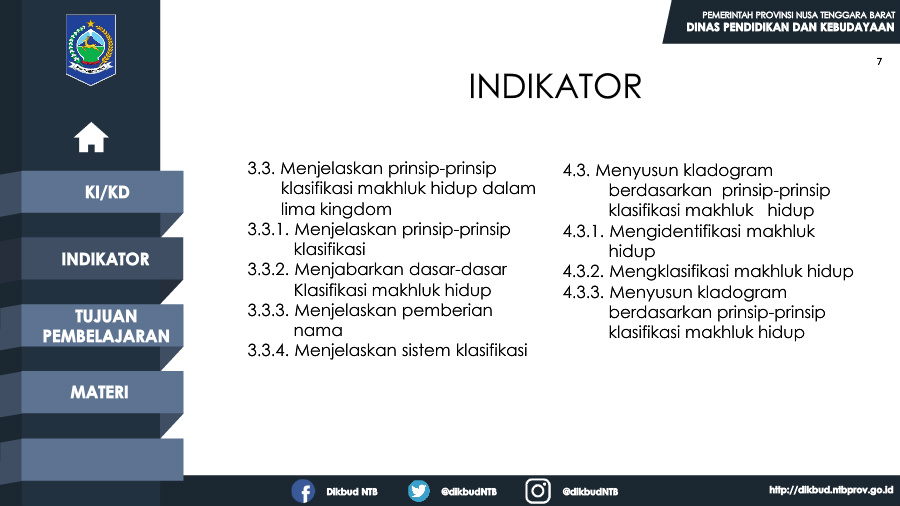 PEMERINTAH PROVINSI NUSA TENGGARA BARAT
DINAS PENDIDIKAN DAN KEBUDAYAAN
7
INDIKATOR
KI/KD
INDIKATOR
TUJUAN
PEMBELAJARAN
MATERI
3.3. Menjelaskan prinsip-prinsip
klasifikasi makhluk hidup dalam
lima kingdom
3.3.1. Menjelaskan prinsip-prinsip
klasifikasi
3.3.2. Menjabarkan dasar-dasar
Klasifikasi makhluk hidup
3.3.3. Menjelaskan pemberian
nama
3.3.4. Menjelaskan sistem klasifikasi
4.3. Menyusun kladogram
berdasarkan prinsip-prinsip
klasifikasi makhluk hidup
4.3.1. Mengidentifikasi makhluk
hidup
4.3.2. Mengklasifikasi makhluk hidup
4.3.3. Menyusun kladogram
berdasarkan prinsip-prinsip
klasifikasi makhluk hidup
Dikbud NTB
@dikbudNTB
@dikbudNTB
http://dikbud.ntbprov.go.id